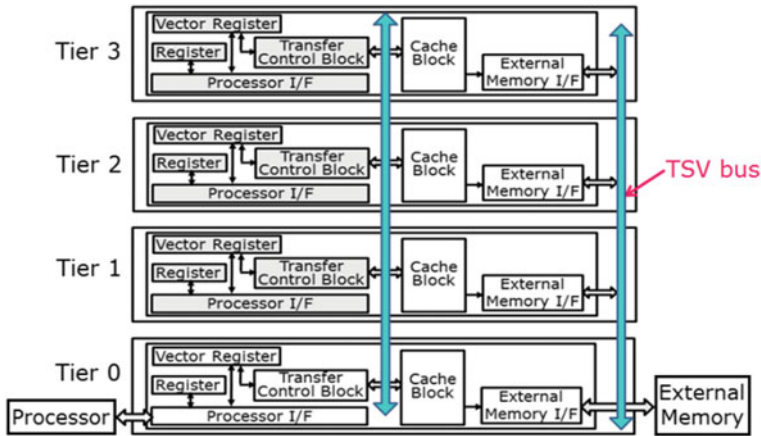 Tier 3
Vector Register
Register
Transfer
Control Block
Processor I/F
Cache
Block
External
Memory I/F
Tier 2
Vector Register
Register
Transfer
Control Block
Processor I/F
Cache
Block
External
Memory I/F
TSV bus
Tier 1
Vector Register
Register
Transfer
Control Block
Processor I/F
Cache
Block
External
Memory I/F
Tier 0
Vector Register
Register
Transfer
Control Block
Processor I/F
Cache
Block
External
Memory I/F
Processor
External
Memory